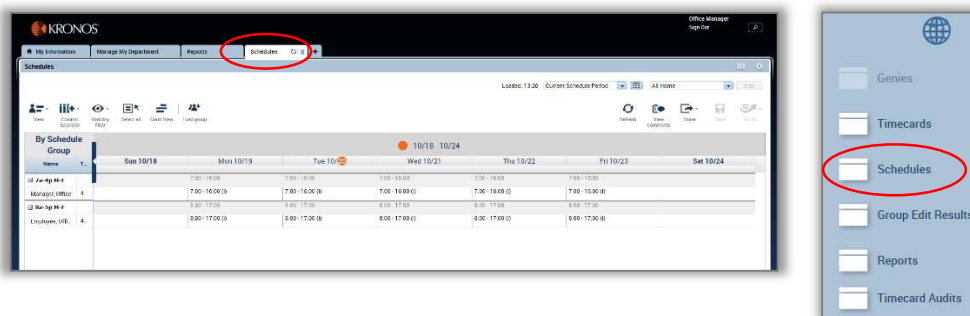 KRONOS
Office Manager
Sign Out
My Information
Manage My Department
Reports
Schedules
Schedules
Loaded: 13:20
Current Schedule Period
All Home
View
Column Selection
Visibility Filter
Select All
Gantt View
Load group
Refresh
View Comments
Share
Save
Go To
By Schedule Group
10/18 10/24
Name T.. Sun 10/18 Mon 10/19 Tue 10/20 Wed 10/21 Thu 10/22 Fri 10/23 Set 10/24
7a-4p M-F 7:00 - 16:00 7:00 - 16:00 7:00 - 16:00 7:00 - 16:00 7:00 - 16:00
Manager, Office 4.. 7:00 - 16:00 (i) 7:00 - 16:00 (i) 7:00 - 16:00 (i) 7:00 - 16:00 (i) 7:00 - 16:00 (i)
8a-5p M-F 8:00 - 17:00 8:00 - 17:00 8:00 - 17:00 8:00 - 17:00 8:00 - 17:00
Employee, Offi.. 4.. 8:00 - 17:00 (i) 8:00 - 17:00 (i) 8:00 - 17:00 (i) 8:00 - 17:00 (i) 8:00 - 17:00 (i)
Genies
Timecards
Schedules
Group Edit Results
Reports
Timecard Audits